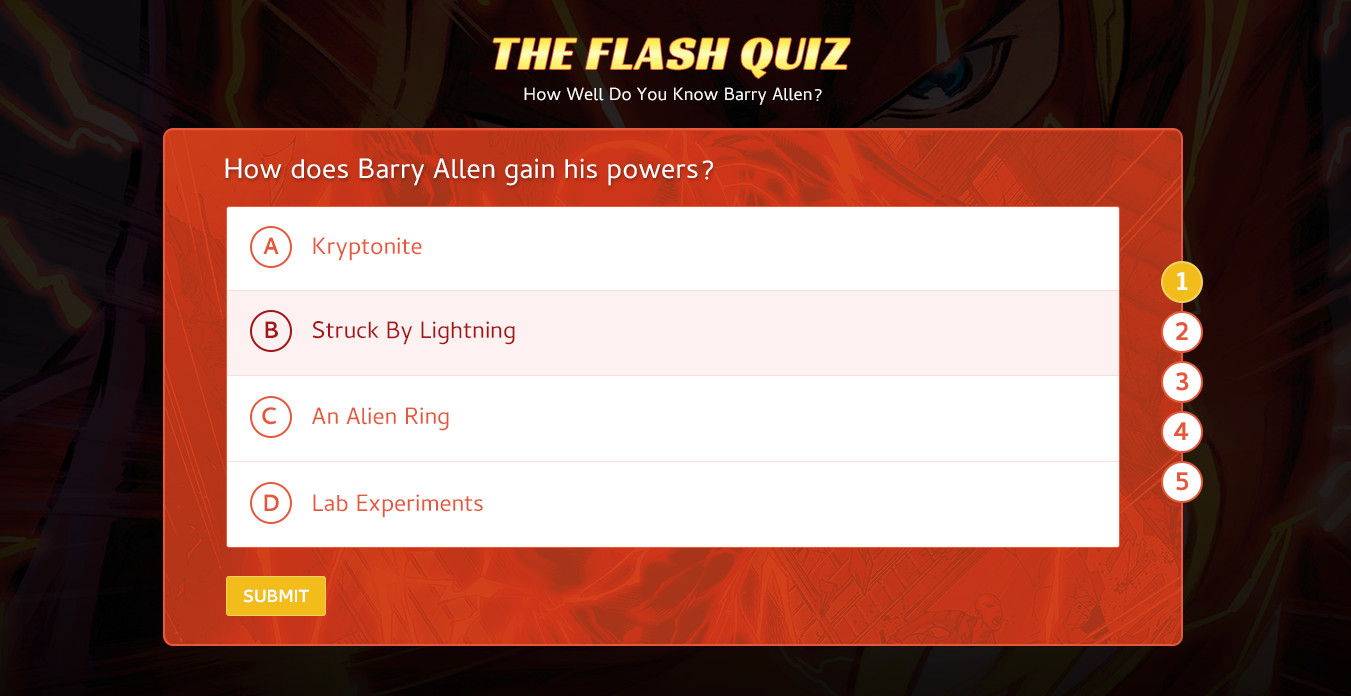 THE FLASH QUIZ
How Well Do You Know Barry Allen?
How does Barry Allen gain his powers?
A Kryptonite
B Struck By Lightning
C An Alien Ring
D Lab Experiments
1
2
3
4
5
SUBMIT